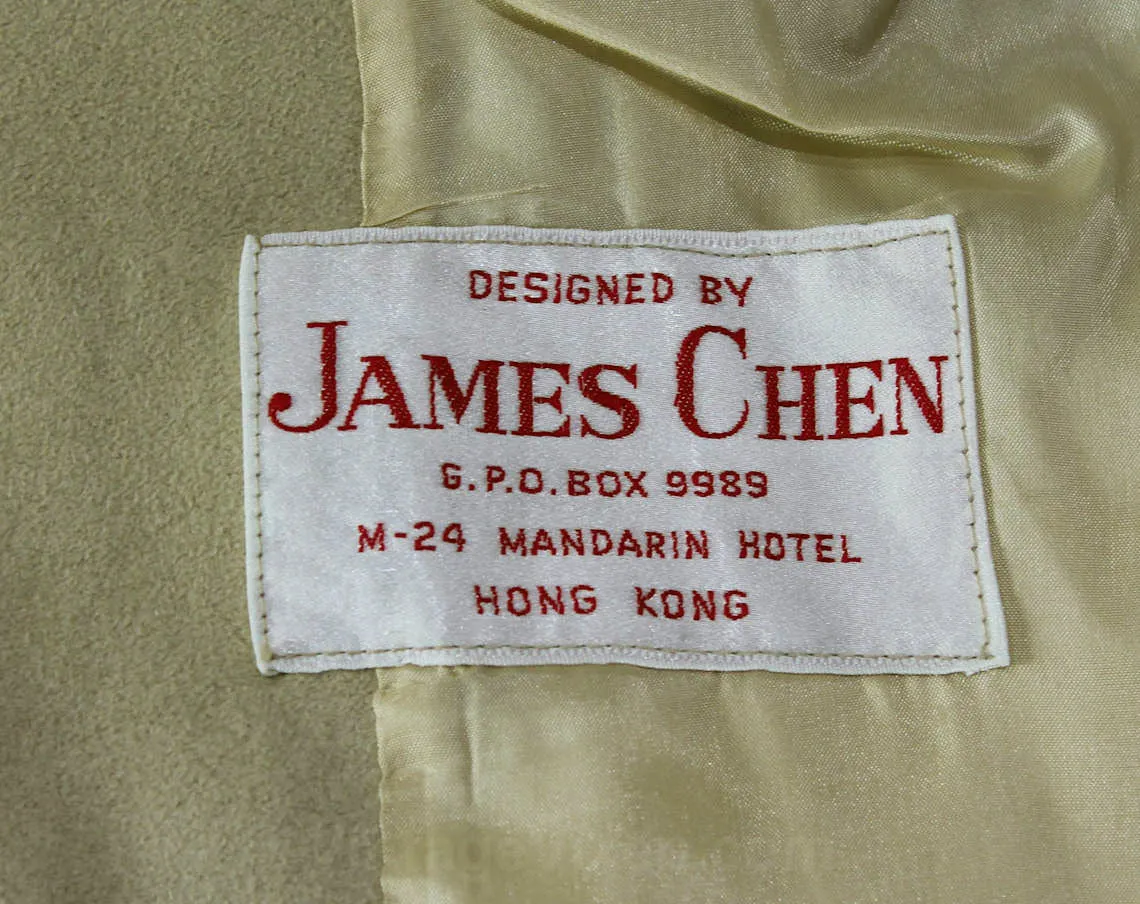 DESIGNED BY
JAMES CHEN
G.P.O. BOX 9989
M-24 MANDARIN HOTEL
HONG KONG